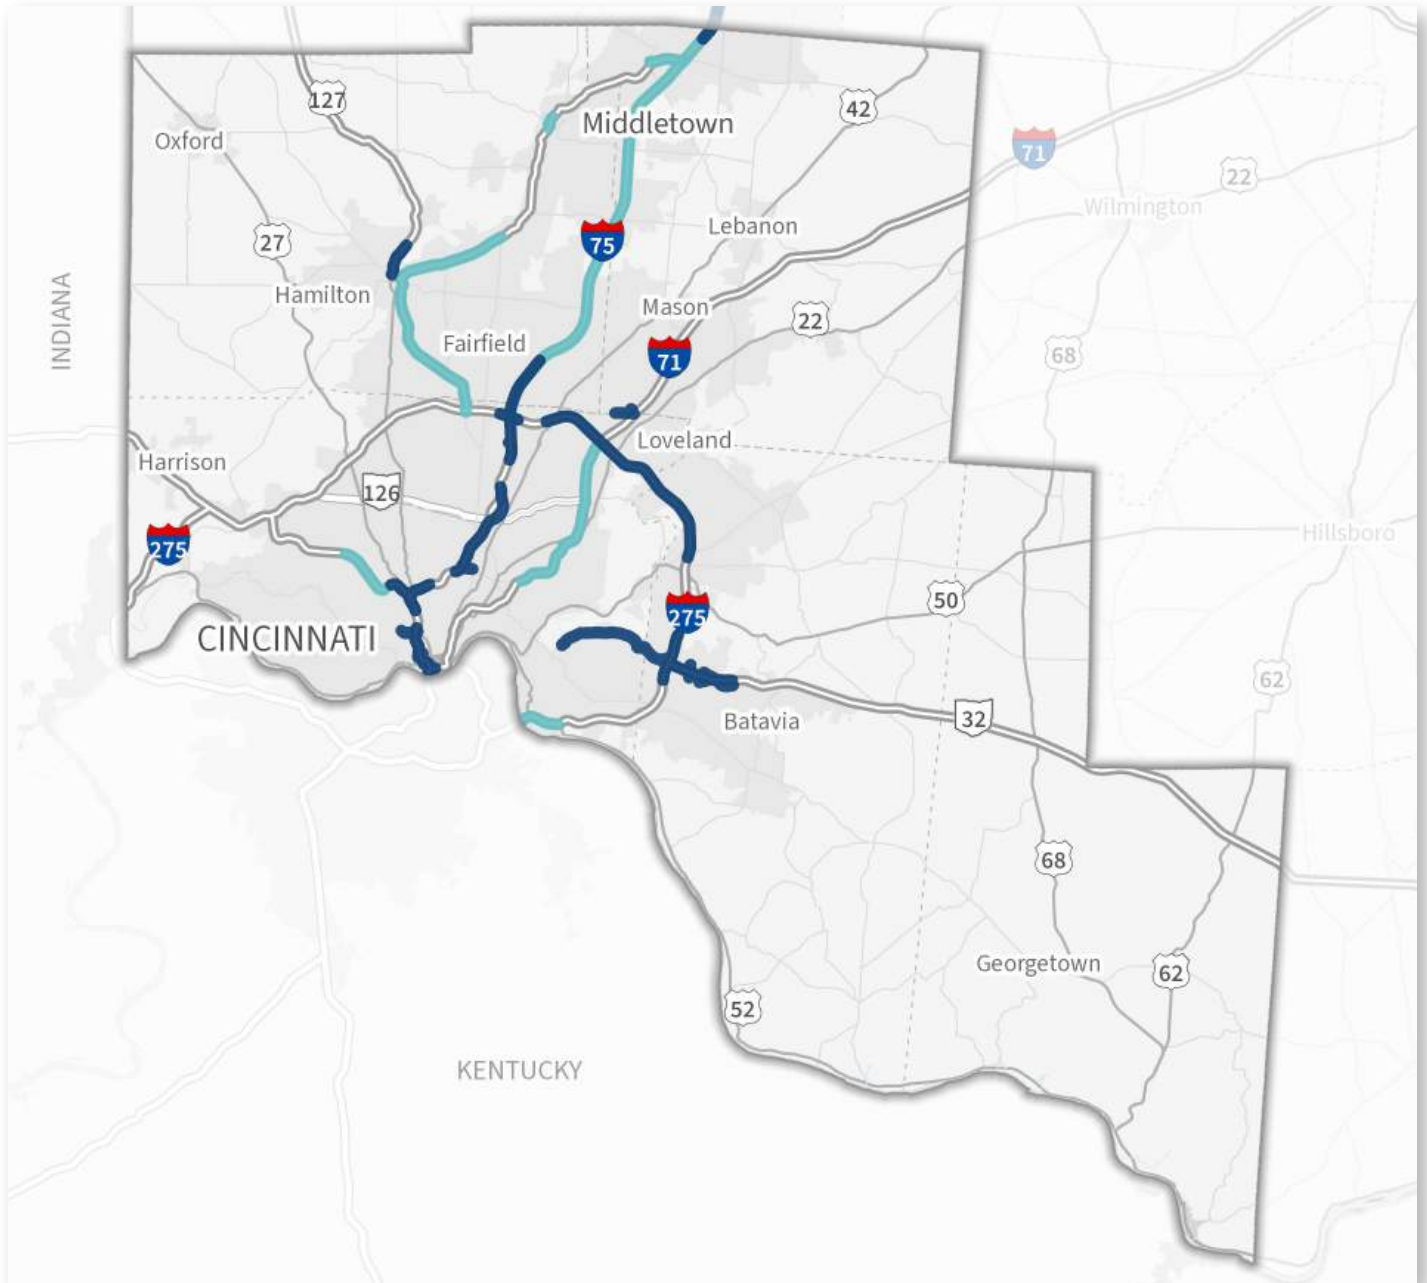 127
Oxford
42
Middletown
71
22
Wilmington
27
75
Lebanon
Hamilton
Mason
22
INDIANA
Fairfield
71
68
Loveland
Harrison
126
275
Hillsboro
50
275
CINCINNATI
62
Batavia
32
68
Georgetown
62
52
KENTUCKY